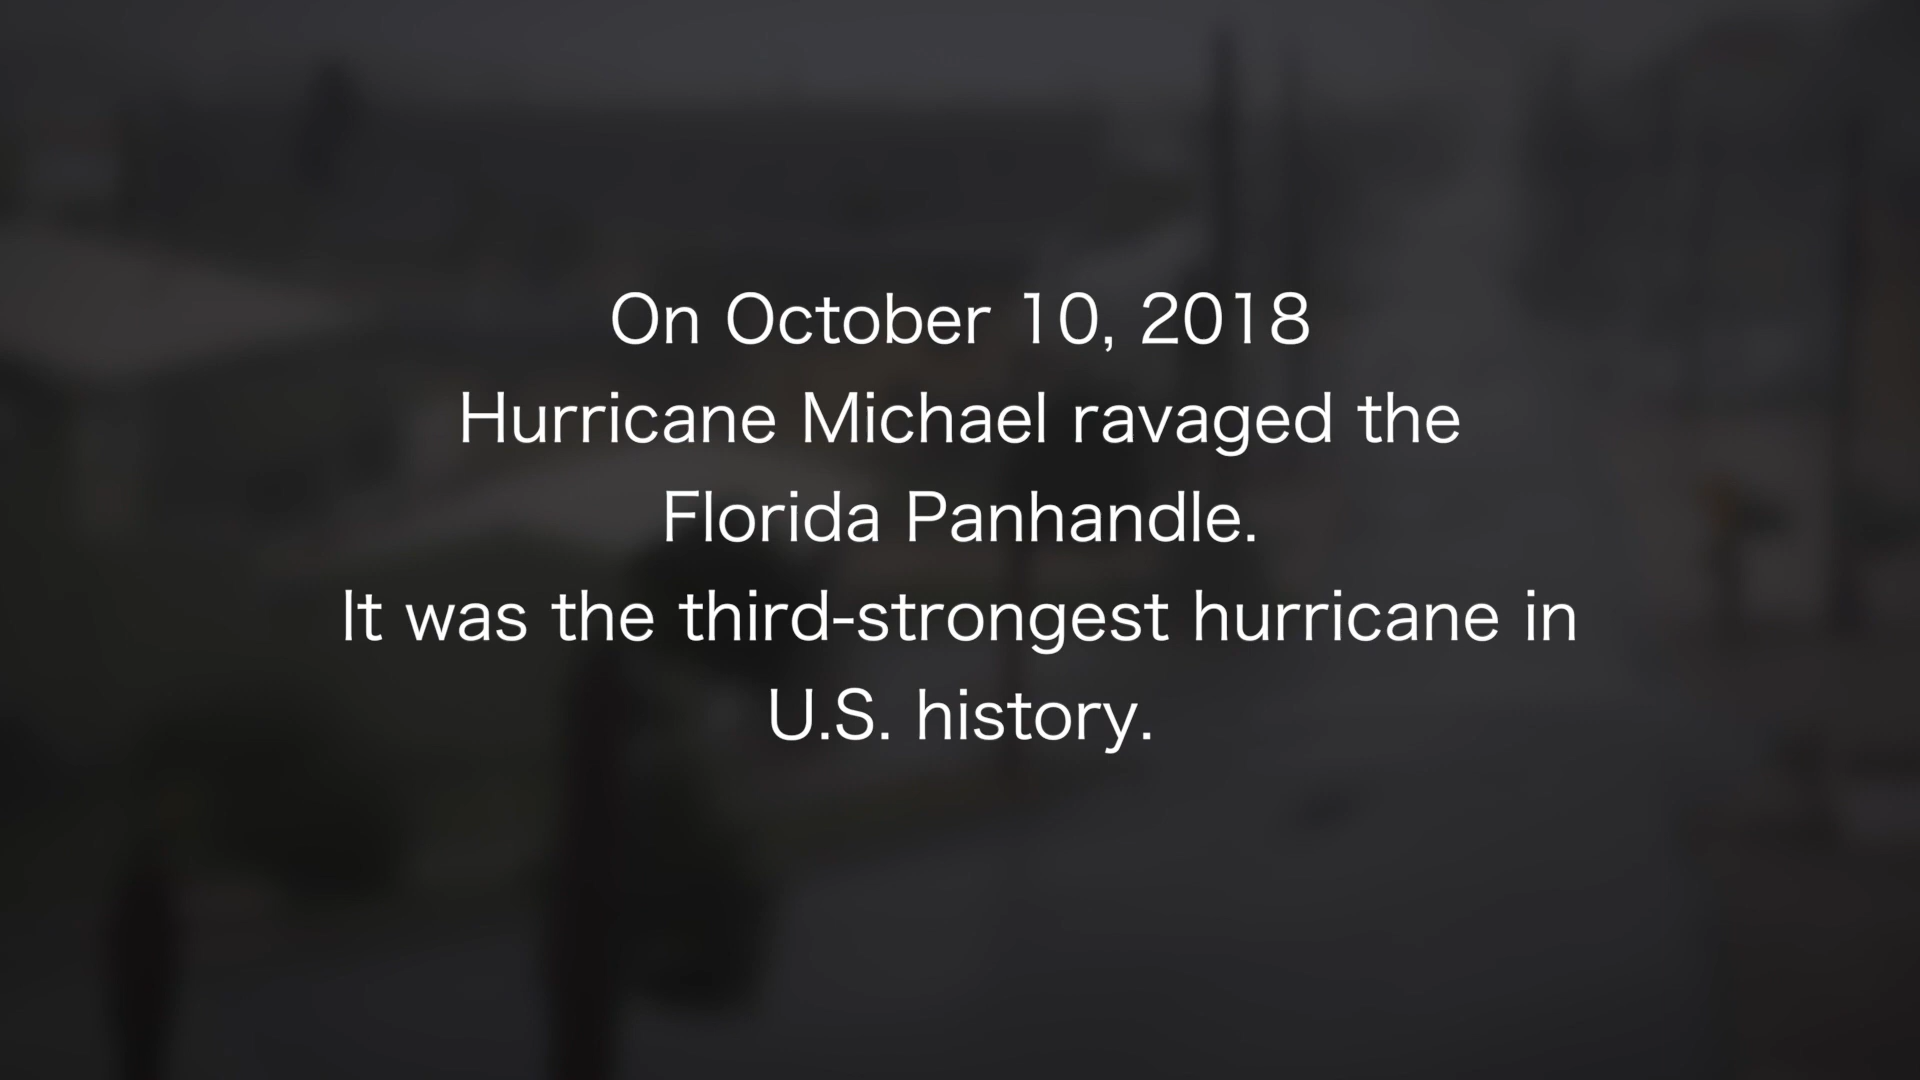 On October 10, 2018
Hurricane Michael ravaged the
Florida Panhandle.
It was the third-strongest hurricane in
U.S. history.